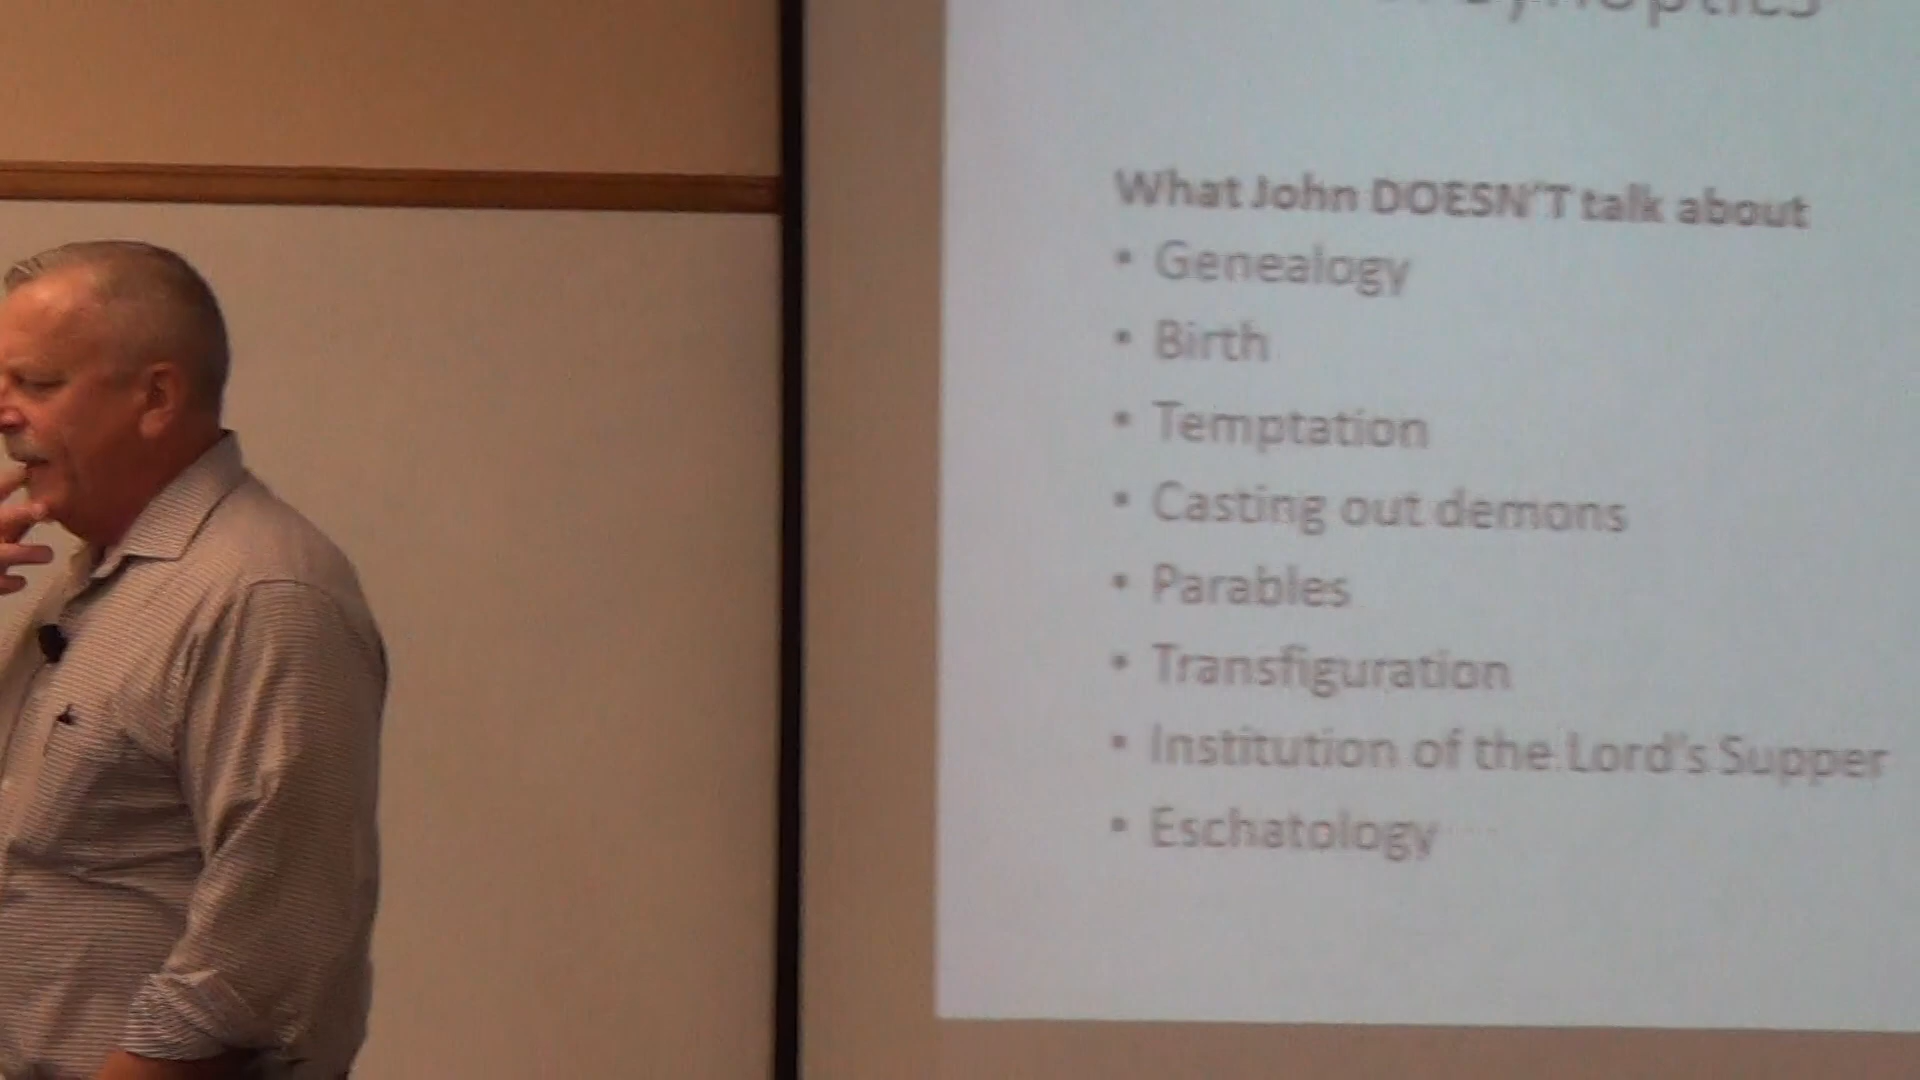 What John DOESN'T talk about
• Genealogy
• Birth
• Temptation
• Casting out demons
• Parables
• Transfiguration
• Institution of the Lord's Supper
• Eschatology